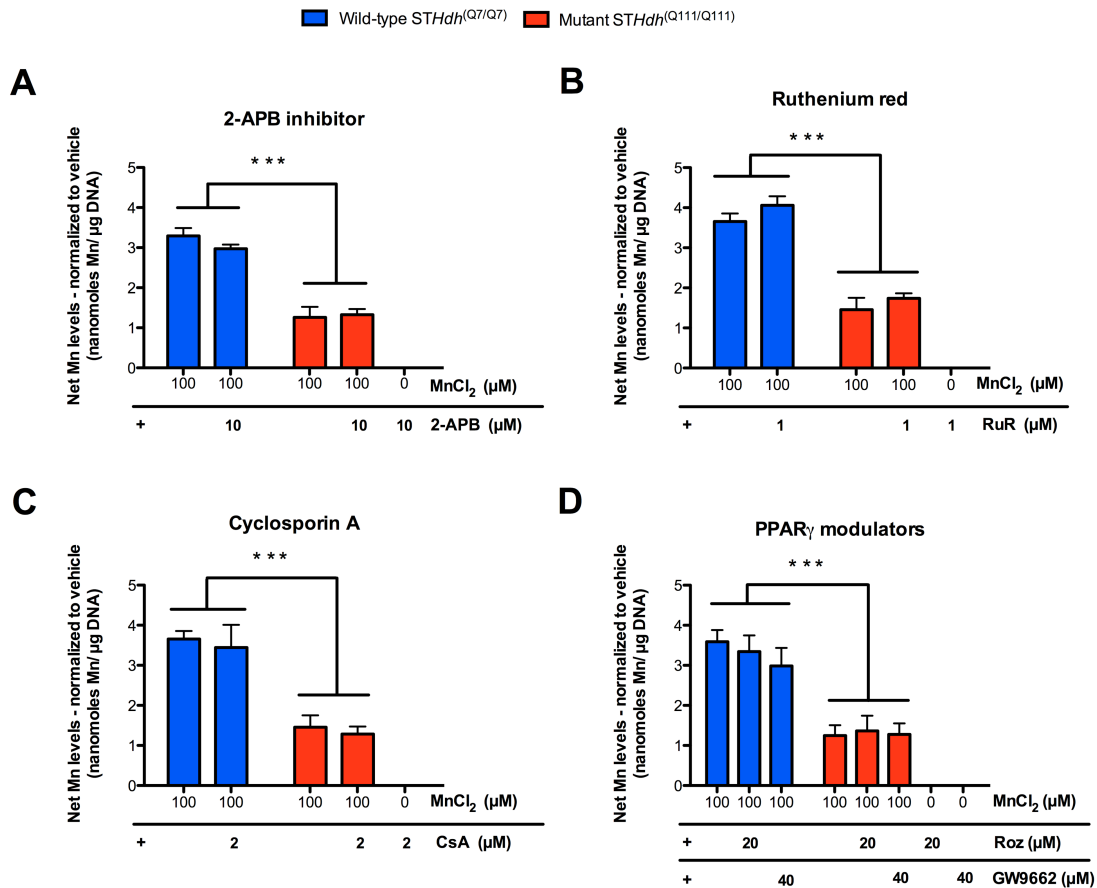 Wild-type STHdh(Q7/Q7) Mutant STHdh(Q111/Q111)
A
2-APB inhibitor
Net Mn levels - normalized to vehicle
(nanomoles Mn/ µg DNA)
* * *
5
4
3
2
1
0
100 100 100 100 0 MnCl2 (µM)
+ 10 10 10 2-APB (µM)
B
Ruthenium red
Net Mn levels - normalized to vehicle
(nanomoles Mn/ µg DNA)
* * *
5
4
3
2
1
0
100 100 100 100 0 MnCl2 (µM)
+ 1 1 1 RuR (µM)
C
Cyclosporin A
Net Mn levels - normalized to vehicle
(nanomoles Mn/ µg DNA)
* * *
5
4
3
2
1
0
100 100 100 100 0 MnCl2 (µM)
+ 2 2 2 CsA (µM)
D
PPARγ modulators
Net Mn levels - normalized to vehicle
(nanomoles Mn/ µg DNA)
* * *
5
4
3
2
1
0
100 100 100 100 100 100 0 0 MnCl2 (µM)
+ 20 20 20 Roz (µM)
+ 40 40 40 GW9662 (µM)